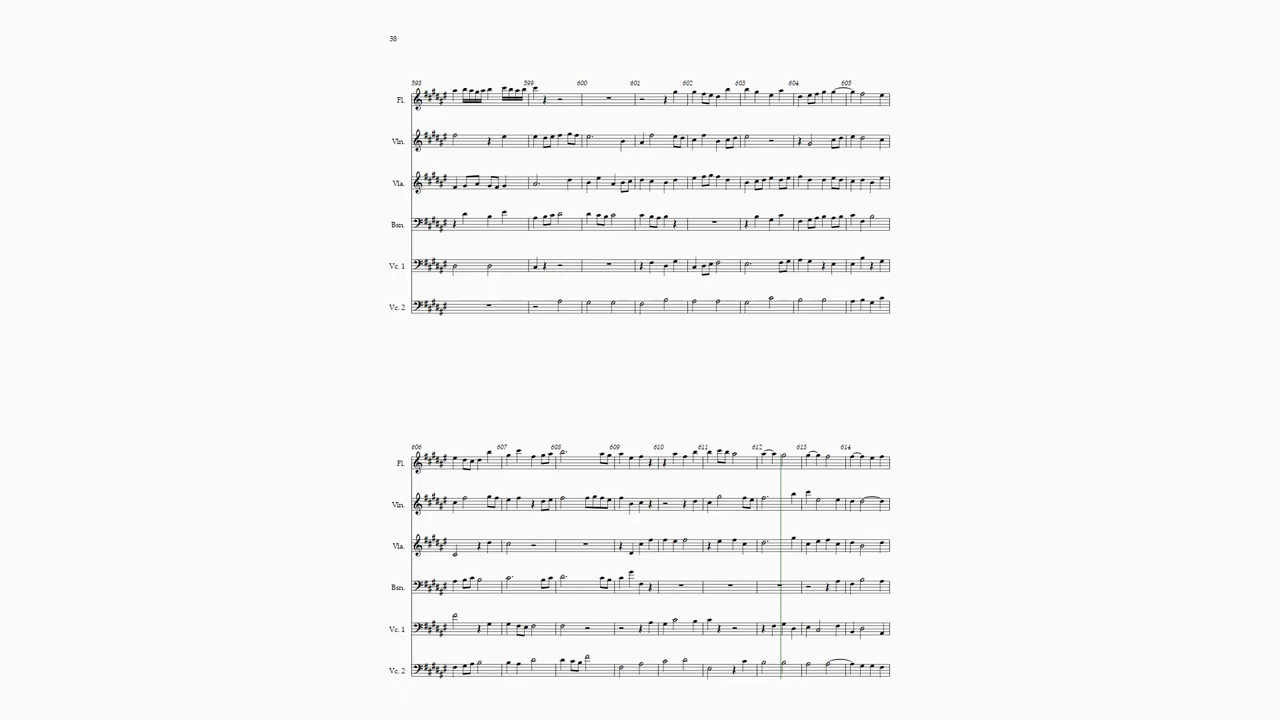 38
598 599 600 601 602 603 604 605
Fl.
Vln.
Vla.
Bsn.
Vc. 1
Vc. 2
606 607 608 609 610 611 612 613 614
Fl.
Vln.
Vla.
Bsn.
Vc. 1
Vc. 2